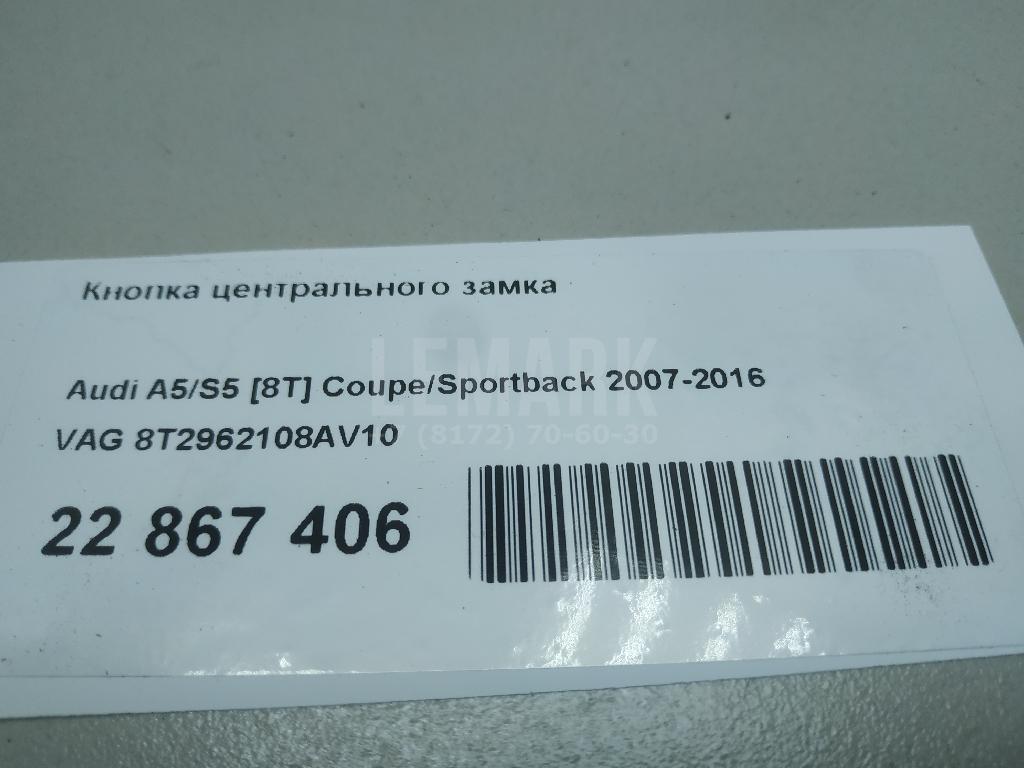 Кнопка центрального замка
LEMARK
Audi A5/S5 [8T] Coupe/Sportback 2007-2016
(8172) 70-60-30
VAG 8T2962108AV10
22 867 406